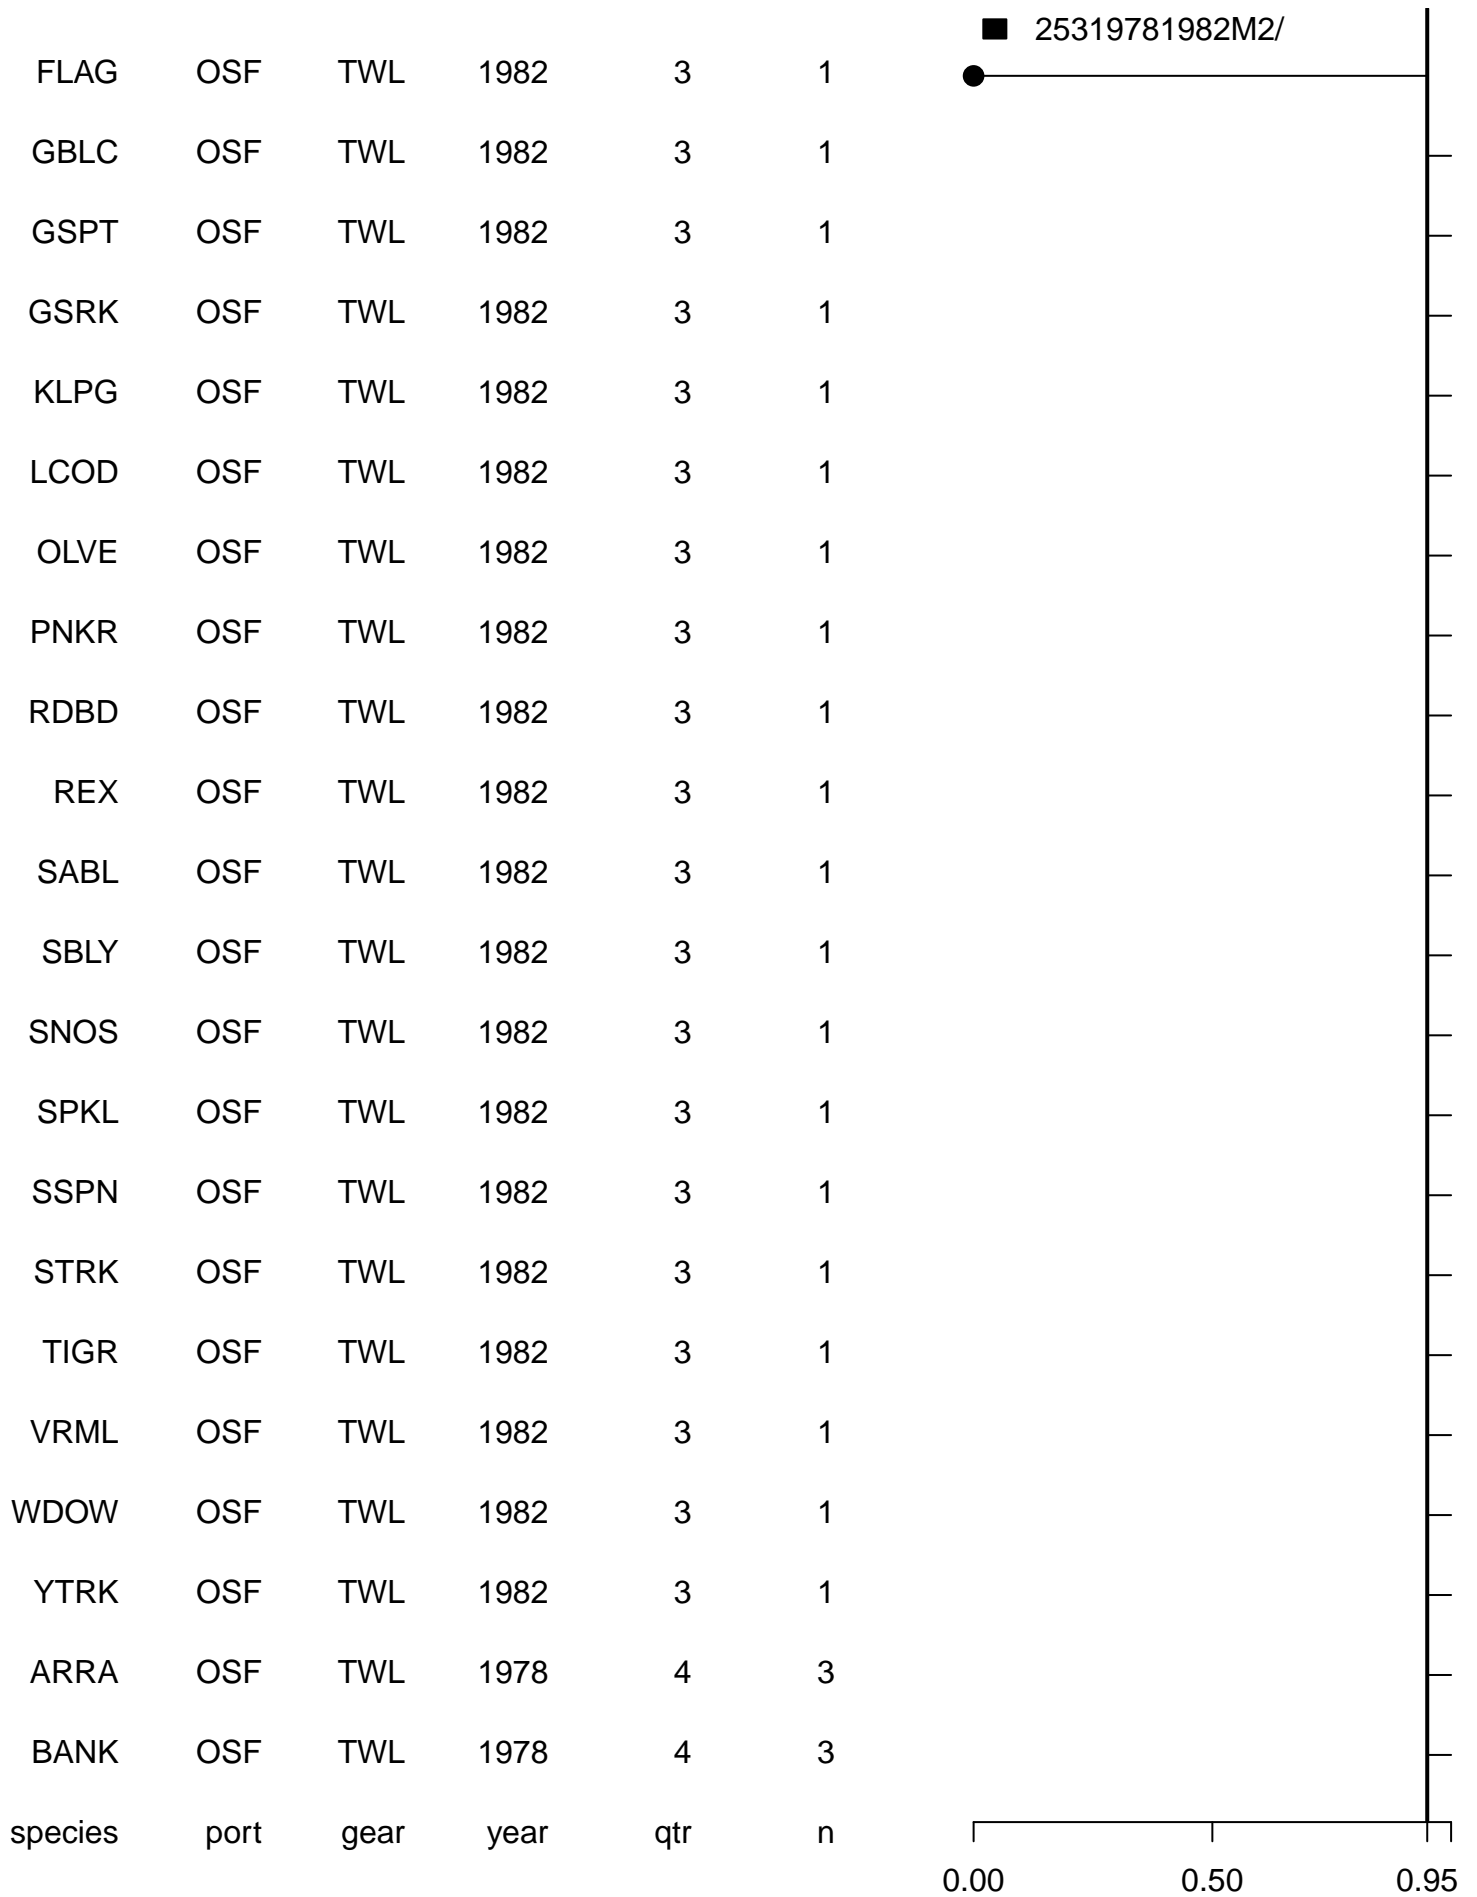 25319781982M2/
FLAG OSF TWL 1982 3 1
GBLC OSF TWL 1982 3 1
GSPT OSF TWL 1982 3 1
GSRK OSF TWL 1982 3 1
KLPG OSF TWL 1982 3 1
LCOD OSF TWL 1982 3 1
OLVE OSF TWL 1982 3 1
PNKR OSF TWL 1982 3 1
RDBD OSF TWL 1982 3 1
REX OSF TWL 1982 3 1
SABL OSF TWL 1982 3 1
SBLY OSF TWL 1982 3 1
SNOS OSF TWL 1982 3 1
SPKL OSF TWL 1982 3 1
SSPN OSF TWL 1982 3 1
STRK OSF TWL 1982 3 1
TIGR OSF TWL 1982 3 1
VRML OSF TWL 1982 3 1
WDOW OSF TWL 1982 3 1
YTRK OSF TWL 1982 3 1
ARRA OSF TWL 1978 4 3
BANK OSF TWL 1978 4 3
species port gear year qtr n
0.00 0.50 0.95